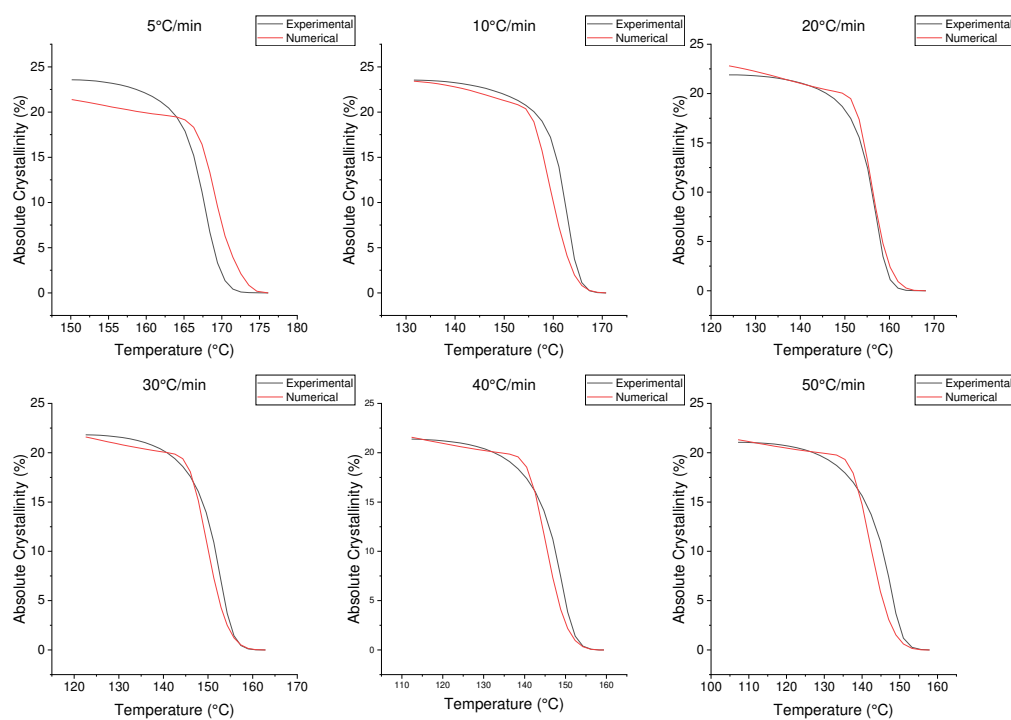 5°C/min
Experimental
Numerical
25
20
15
10
5
0
Absolute Crystallinity (%)
150 155 160 165 170 175 180
Temperature (°C)
10°C/min
Experimental
Numerical
25
20
15
10
5
0
Absolute Crystallinity (%)
130 140 150 160 170
Temperature (°C)
20°C/min
Experimental
Numerical
25
20
15
10
5
0
Absolute Crystallinity (%)
120 130 140 150 160 170
Temperature (°C)
30°C/min
Experimental
Numerical
25
20
15
10
5
0
Absolute Crystallinity (%)
120 130 140 150 160 170
Temperature (°C)
40°C/min
Experimental
Numerical
25
20
15
10
5
0
Absolute Crystallinity (%)
110 120 130 140 150 160
Temperature (°C)
50°C/min
Experimental
Numerical
25
20
15
10
5
0
Absolute Crystallinity (%)
100 110 120 130 140 150 160
Temperature (°C)